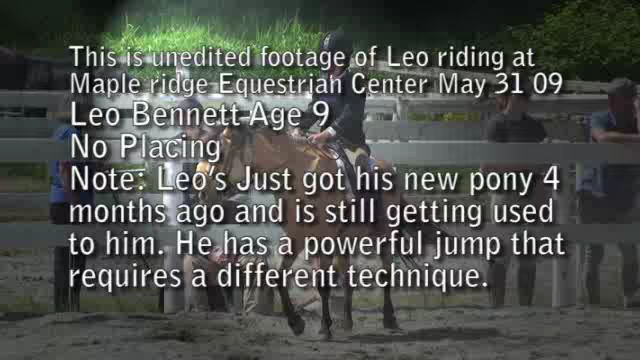 This is unedited footage of Leo riding at
Maple ridge Equestrian Center May 31 09
Leo Bennett Age 9
No Placing
Note: Leo's Just got his new pony 4
months ago and is still getting used
to him. He has a powerful jump that
requires a different technique.